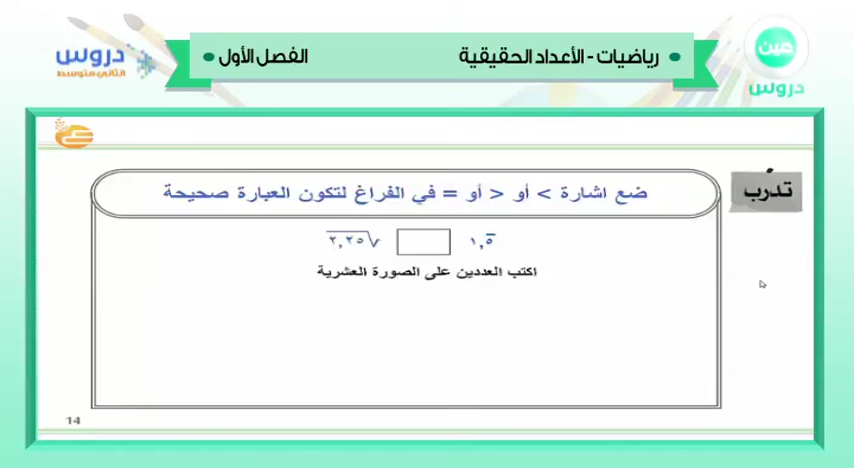 عين
دروس
رياضيات - الأعداد الحقيقية
الفصل الأول
دروس
الثاني متوسط
تدرب
ضع اشارة > أو < أو = في الفراغ لتكون العبارة صحيحة
١,٥̅ □ √٢,٢٥
اكتب العددين على الصورة العشرية
14